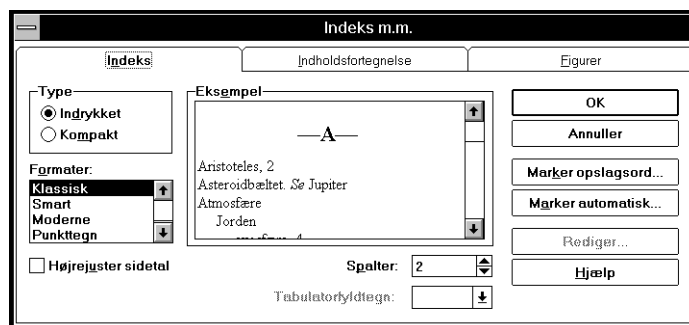 Indeks m.m.
Indeks
Indholdsfortegnelse
Figurer
Type
Indrykket
Kompakt
Formater:
Klassisk
Smart
Moderne
Punkttegn
Højrejuster sidetal
Eksempel
—A—
Aristoteles, 2
Asteroidbæltet. Se Jupiter
Atmosfære
Jorden
Spalter: 2
Tabulatorfyldtegn:
OK
Annuller
Marker opslagsord...
Marker automatisk...
Rediger...
Hjælp